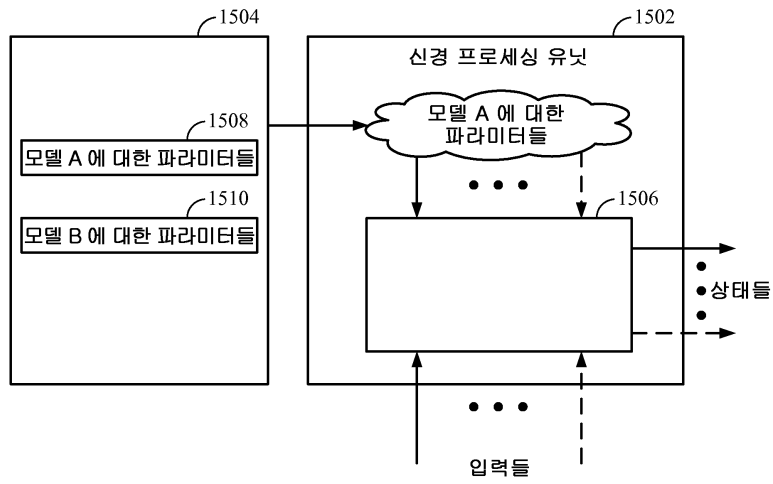 1504
1502
신경 프로세싱 유닛
1508
모델 A 에 대한 파라미터들
모델 A 에 대한
파라미터들
1510
모델 B 에 대한 파라미터들
1506
상태들
입력들